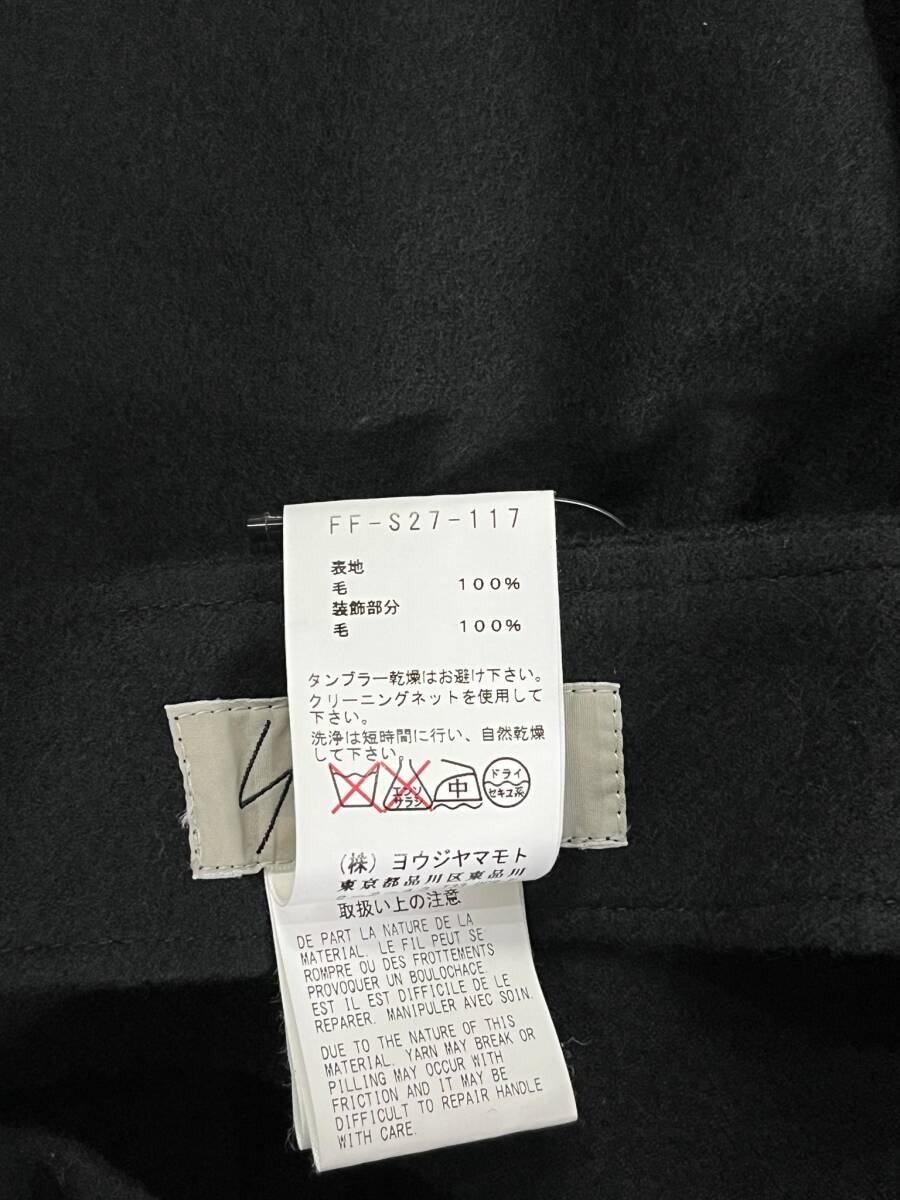 FF-S27-117
表地
毛 100%
装飾部分
毛 100%
タンブラー乾燥はお避け下さい。
クリーニングネットを使用して
下さい。
洗浄は短時間に行い、自然乾燥
して下さい。
エンソ
サラシ
中
ドライ
セキユ系
(株) ヨウジヤマモト
東京都品川区東品川
取扱い上の注意
DE PART LA NATURE DE LA
MATERIAL. LE FIL PEUT SE
ROMPRE OU DES FROTTEMENTS
PROVOQUER UN BOULOCHACE.
EST IL EST DIFFICILE DE LE
REPARER. MANIPULER AVEC SOIN.
DUE TO THE NATURE OF THIS
MATERIAL. YARN MAY BREAK OR
PILLING MAY OCCUR WITH
FRICTION AND IT MAY BE
DIFFICULT TO REPAIR HANDLE
WITH CARE.